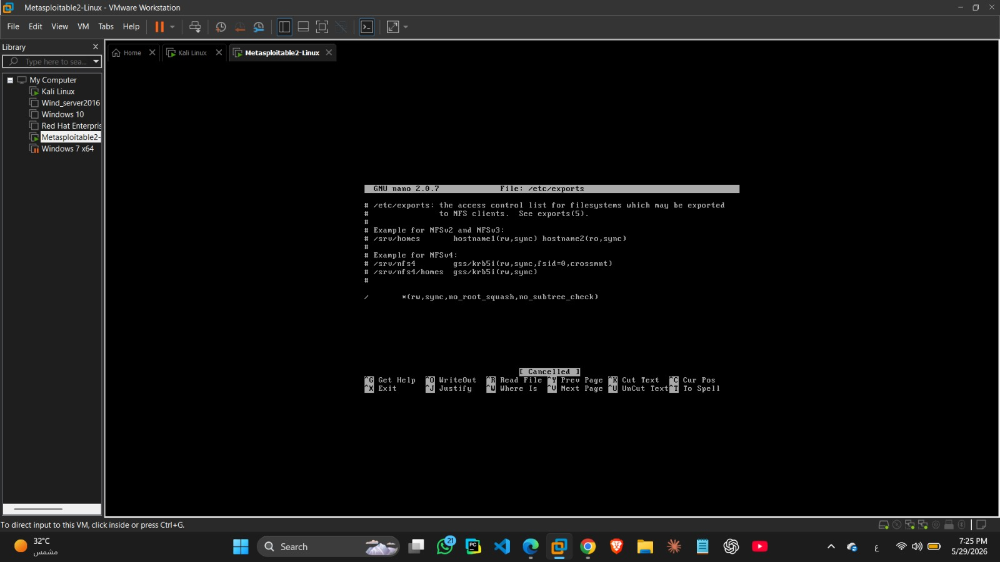 Metasploitable2-Linux - VMware Workstation
File Edit View VM Tabs Help
Library
Type here to sea...
My Computer
Kali Linux
Wind_server2016
Windows 10
Red Hat Enterpris
Metasploitable2-
Windows 7 x64
Home Kali Linux Metasploitable2-Linux
GNU nano 2.0.7 File: /etc/exports
# /etc/exports: the access control list for filesystems which may be exported
# to NFS clients. See exports(5).
#
# Example for NFSv2 and NFSv3:
# /srv/homes hostname1(rw,sync) hostname2(ro,sync)
#
# Example for NFSv4:
# /srv/nfs4 gss/krb5i(rw,sync,fsid=0,crossmnt)
# /srv/nfs4/homes gss/krb5i(rw,sync)
#
/ *(rw,sync,no_root_squash,no_subtree_check)
[ Cancelled ]
^G Get Help ^O WriteOut ^R Read File ^Y Prev Page ^K Cut Text ^C Cur Pos
^X Exit ^J Justify ^W Where Is ^V Next Page ^U UnCut Text ^T To Spell
To direct input to this VM, click inside or press Ctrl+G.
32°C
مشمس
Search
21
PC
ع
7:25 PM
5/29/2026